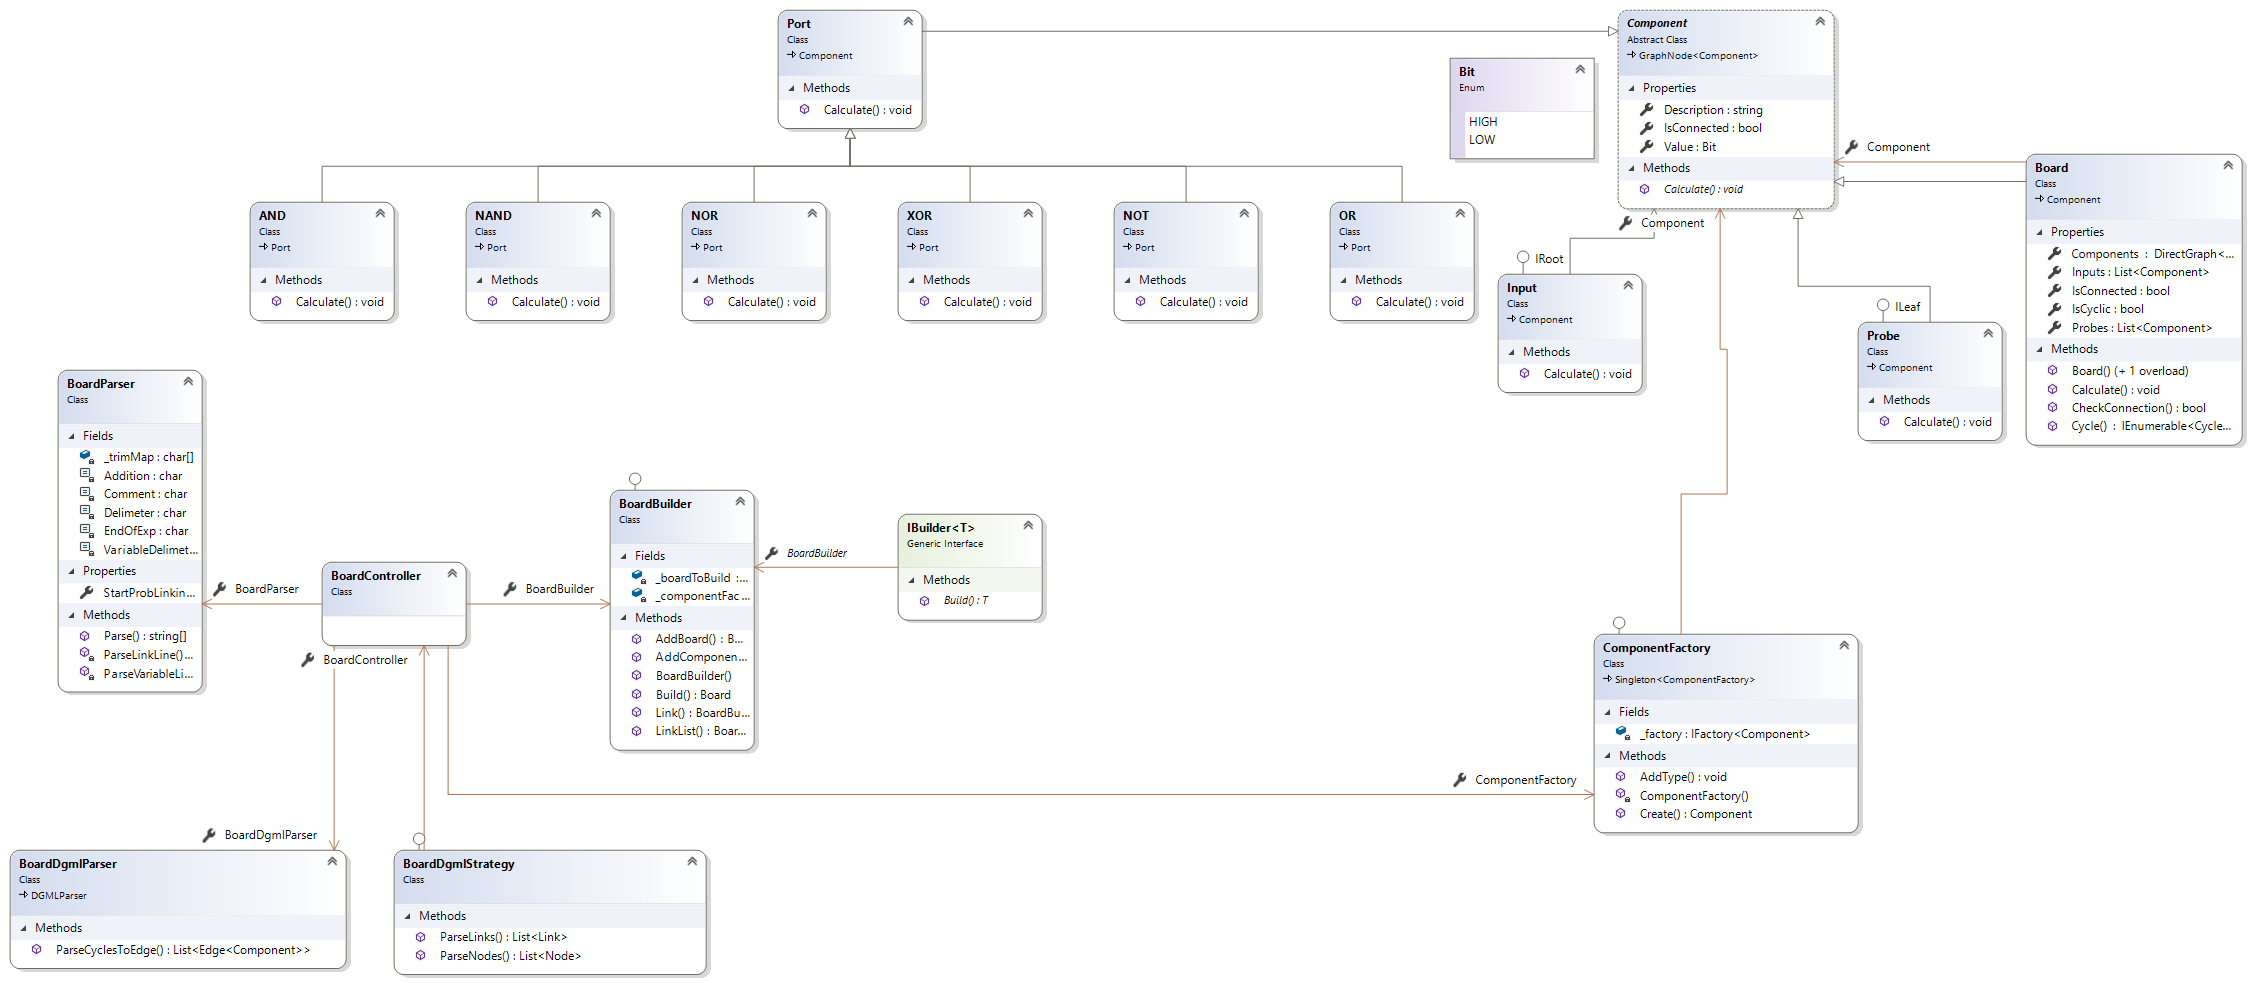 Port
Class
Component
Methods
Calculate() : void
Component
Abstract Class
GraphNode<Component>
Properties
Description : string
IsConnected : bool
Value : Bit
Methods
Calculate() : void
Bit
Enum
HIGH
LOW
Component
Board
Class
Component
Properties
Components : DirectGraph<...
Inputs : List<Component>
IsConnected : bool
IsCyclic : bool
Probes : List<Component>
Methods
Board() (+ 1 overload)
Calculate() : void
CheckConnection() : bool
Cycle() : IEnumerable<Cycle...
AND
Class
Port
Methods
Calculate() : void
NAND
Class
Port
Methods
Calculate() : void
NOR
Class
Port
Methods
Calculate() : void
XOR
Class
Port
Methods
Calculate() : void
NOT
Class
Port
Methods
Calculate() : void
OR
Class
Port
Methods
Calculate() : void
Component
IRoot
Input
Class
Component
Methods
Calculate() : void
ILeaf
Probe
Class
Component
Methods
Calculate() : void
BoardParser
Class
Fields
_trimMap : char[]
Addition : char
Comment : char
Delimeter : char
EndOfExp : char
VariableDelimet...
Properties
StartProbLinkin...
Methods
Parse() : string[]
ParseLinkLine()...
ParseVariableLi...
BoardParser
BoardController
Class
BoardBuilder
BoardController
BoardBuilder
Class
Fields
_boardToBuild :...
_componentFac...
Methods
AddBoard() : B...
AddComponen...
BoardBuilder()
Build() : Board
Link() : BoardBu...
LinkList() : Boar...
BoardBuilder
IBuilder<T>
Generic Interface
Methods
Build() : T
ComponentFactory
ComponentFactory
Class
Singleton<ComponentFactory>
Fields
_factory : IFactory<Component>
Methods
AddType() : void
ComponentFactory()
Create() : Component
BoardDgmlParser
BoardDgmlParser
Class
DGMLParser
Methods
ParseCyclesToEdge() : List<Edge<Component>>
BoardDgmlStrategy
Class
Methods
ParseLinks() : List<Link>
ParseNodes() : List<Node>